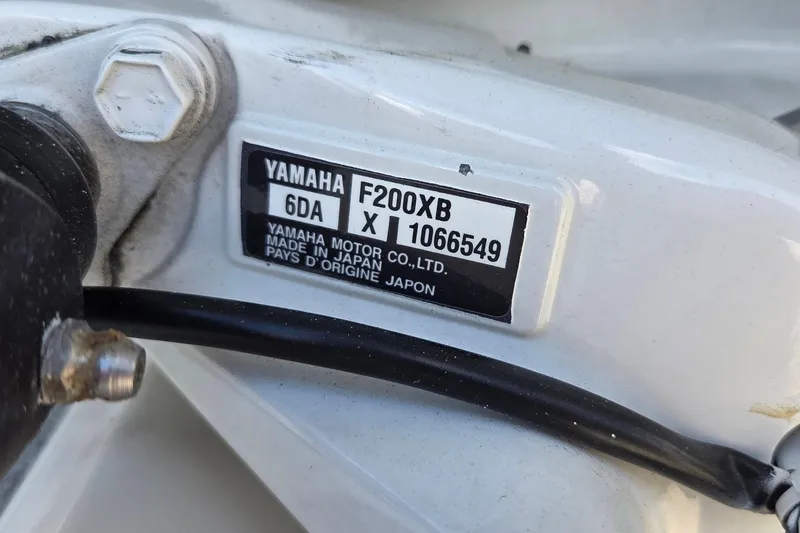 YAMAHA F200XB
6DA X 1066549
YAMAHA MOTOR CO.,LTD.
MADE IN JAPAN
PAYS D'ORIGINE JAPON